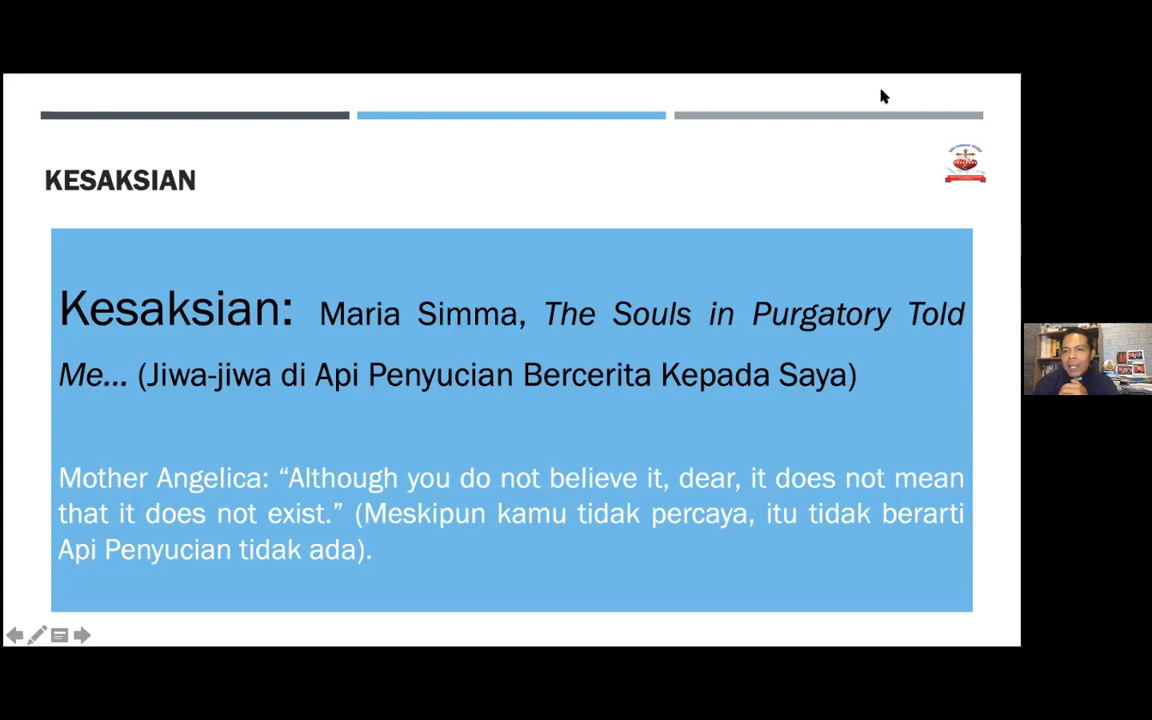 KESAKSIAN
Kesaksian: Maria Simma, The Souls in Purgatory Told
Me... (Jiwa-jiwa di Api Penyucian Bercerita Kepada Saya)
Mother Angelica: “Although you do not believe it, dear, it does not mean
that it does not exist.” (Meskipun kamu tidak percaya, itu tidak berarti
Api Penyucian tidak ada).